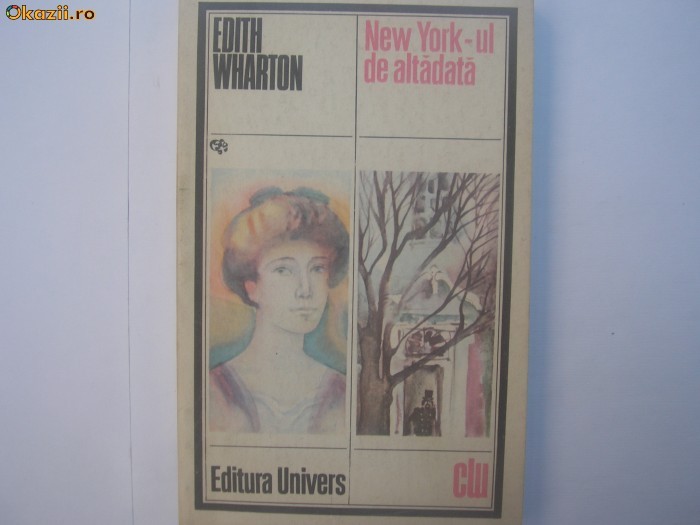 Okazii.ro
EDITH
WHARTON
New York-ul
de altădată
Editura Univers
clu